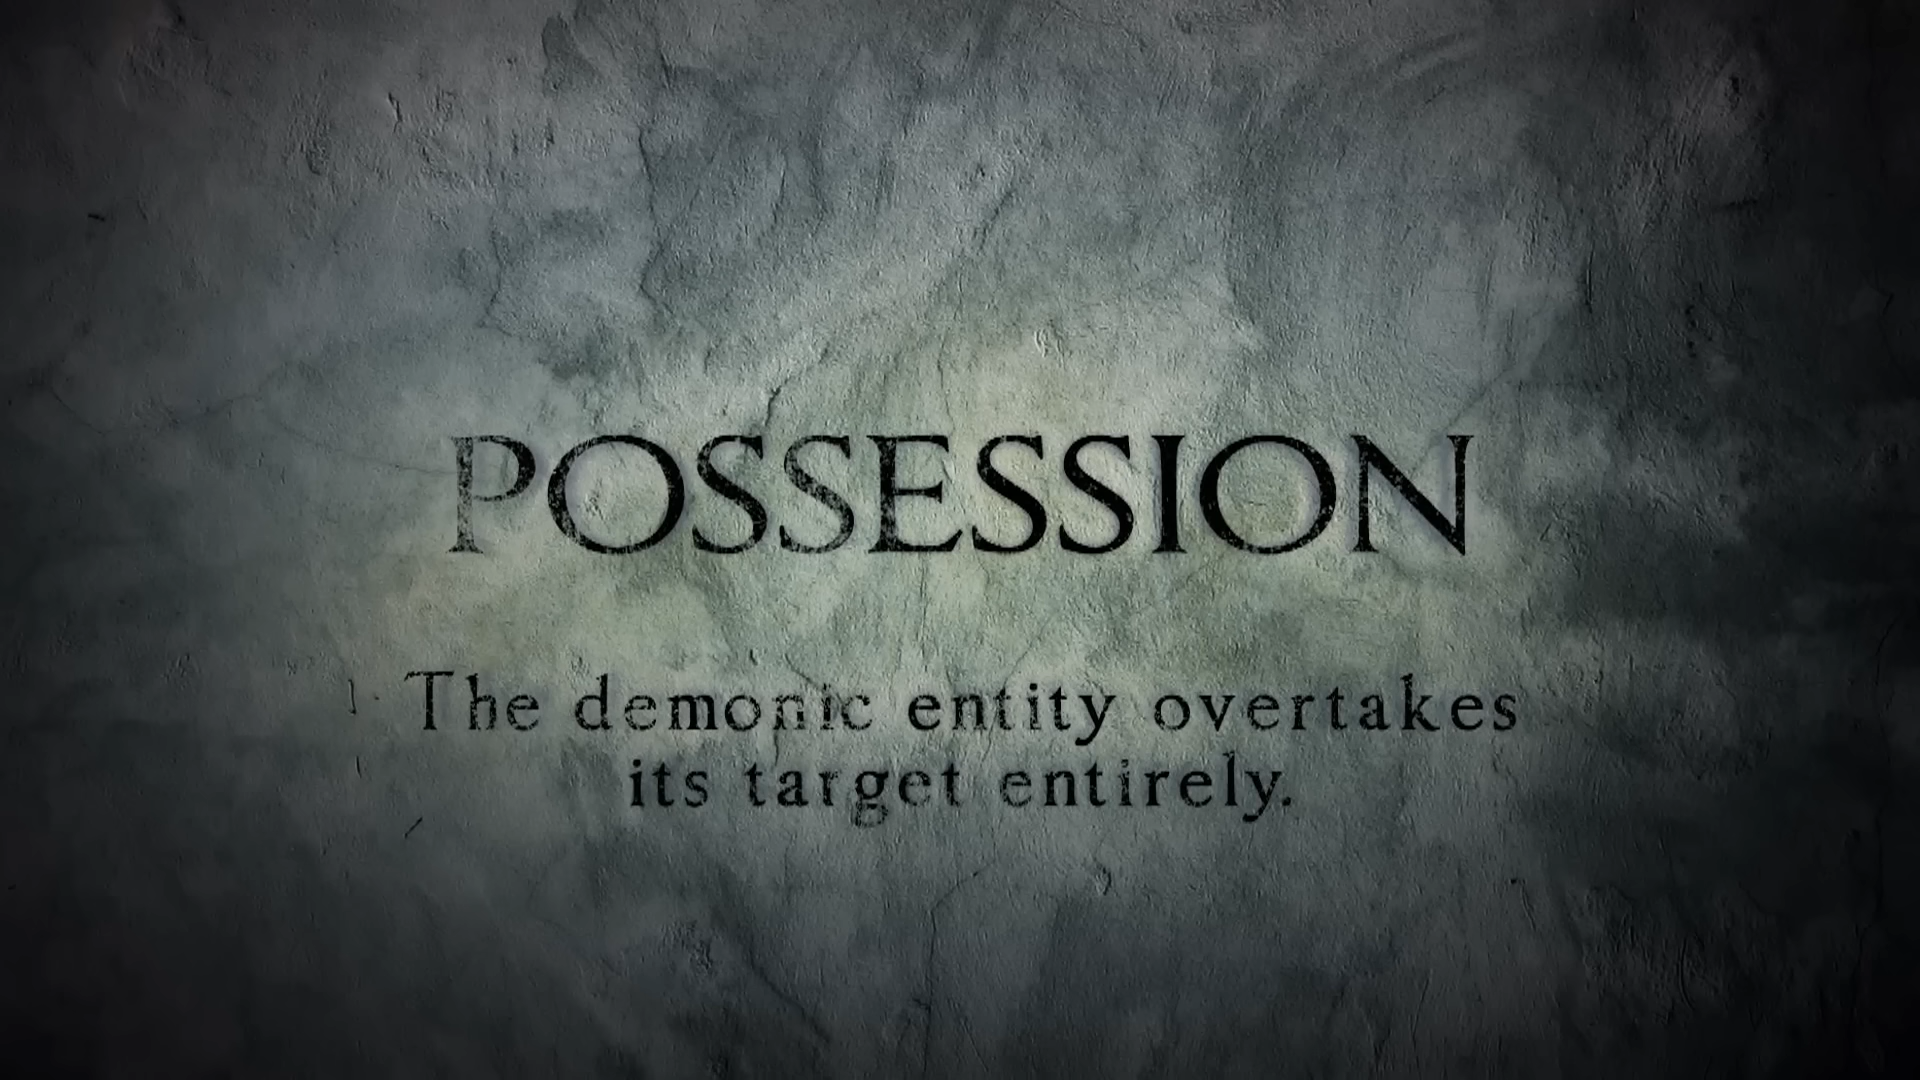 POSSESSION
The demonic entity overtakes
its target entirely.